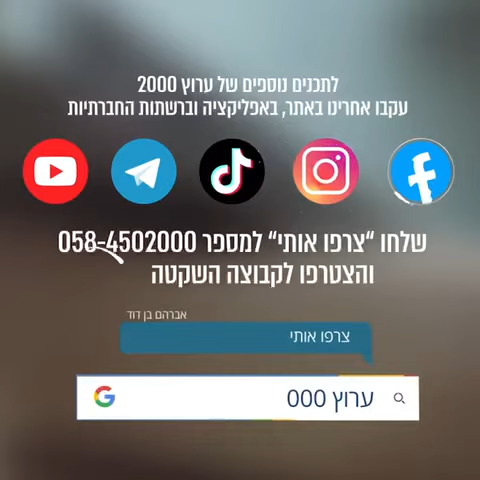 לתכנים נוספים של ערוץ 2000
עקבו אחרינו באתר, באפליקציה וברשתות החברתיות
שלחו "צרפו אותי" למספר 058-4502000
והצטרפו לקבוצה השקטה
אברהם בן דוד
צרפו אותי
ערוץ 000